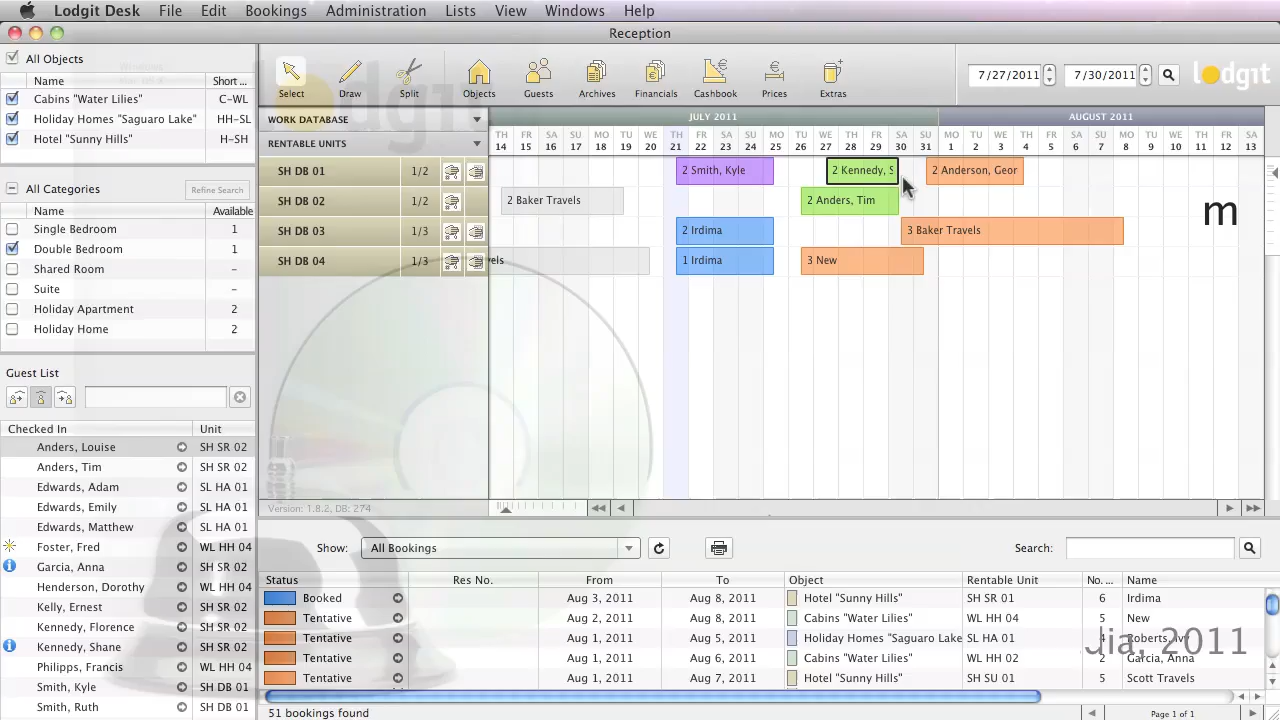 Lodgit Desk File Edit Bookings Administration Lists View Windows Help
Reception
All Objects
Name Short ...
Cabins "Water Lilies" C-WL
Holiday Homes "Saguaro Lake" HH-SL
Hotel "Sunny Hills" H-SH
All Categories Refine Search
Name Available
Single Bedroom 1
Double Bedroom 1
Shared Room –
Suite –
Holiday Apartment 2
Holiday Home 2
Guest List
Checked In Unit
Anders, Louise SH SR 02
Anders, Tim SH SR 02
Edwards, Adam SL HA 01
Edwards, Emily SL HA 01
Edwards, Matthew SL HA 01
Foster, Fred WL HH 04
Garcia, Anna SH SR 02
Henderson, Dorothy WL HH 04
Kelly, Ernest SH SR 02
Kennedy, Florence SH SR 02
Kennedy, Shane SH SR 02
Philipps, Francis WL HH 04
Smith, Kyle SH DB 01
Smith, Ruth SH DB 01
Select Draw Split Objects Guests Archives Financials Cashbook Prices Extras
7/27/2011 7/30/2011 lodgit
lodgit
WORK DATABASE JULY 2011 AUGUST 2011
TH FR SA SU MO TU WE TH FR SA SU MO TU WE TH FR SA SU MO TU WE TH FR SA SU MO TU WE TH FR SA
RENTABLE UNITS 14 15 16 17 18 19 20 21 22 23 24 25 26 27 28 29 30 31 1 2 3 4 5 6 7 8 9 10 11 12 13
SH DB 01 1/2 2 Smith, Kyle 2 Kennedy, S 2 Anderson, Geor
SH DB 02 1/2 2 Baker Travels 2 Anders, Tim
SH DB 03 1/3 2 Irdima 3 Baker Travels
SH DB 04 1/3 vels 1 Irdima 3 New
m
Version: 1.8.2, DB: 274
Show: All Bookings Search:
Status Res No. From To Object Rentable Unit No. ... Name
Booked Aug 3, 2011 Aug 8, 2011 Hotel "Sunny Hills" SH SR 01 6 Irdima
Tentative Aug 2, 2011 Aug 8, 2011 Cabins "Water Lilies" WL HH 04 5 New
Tentative Aug 1, 2011 Aug 5, 2011 Holiday Homes "Saguaro Lake SL HA 01 4
Tentative Aug 1, 2011 Aug 6, 2011 Cabins "Water Lilies" WL HH 02 2 Garcia, Anna
Tentative Aug 1, 2011 Aug 7, 2011 Hotel "Sunny Hills" SH SU 01 5 Scott Travels
dia, 2011
51 bookings found Page 1 of 1